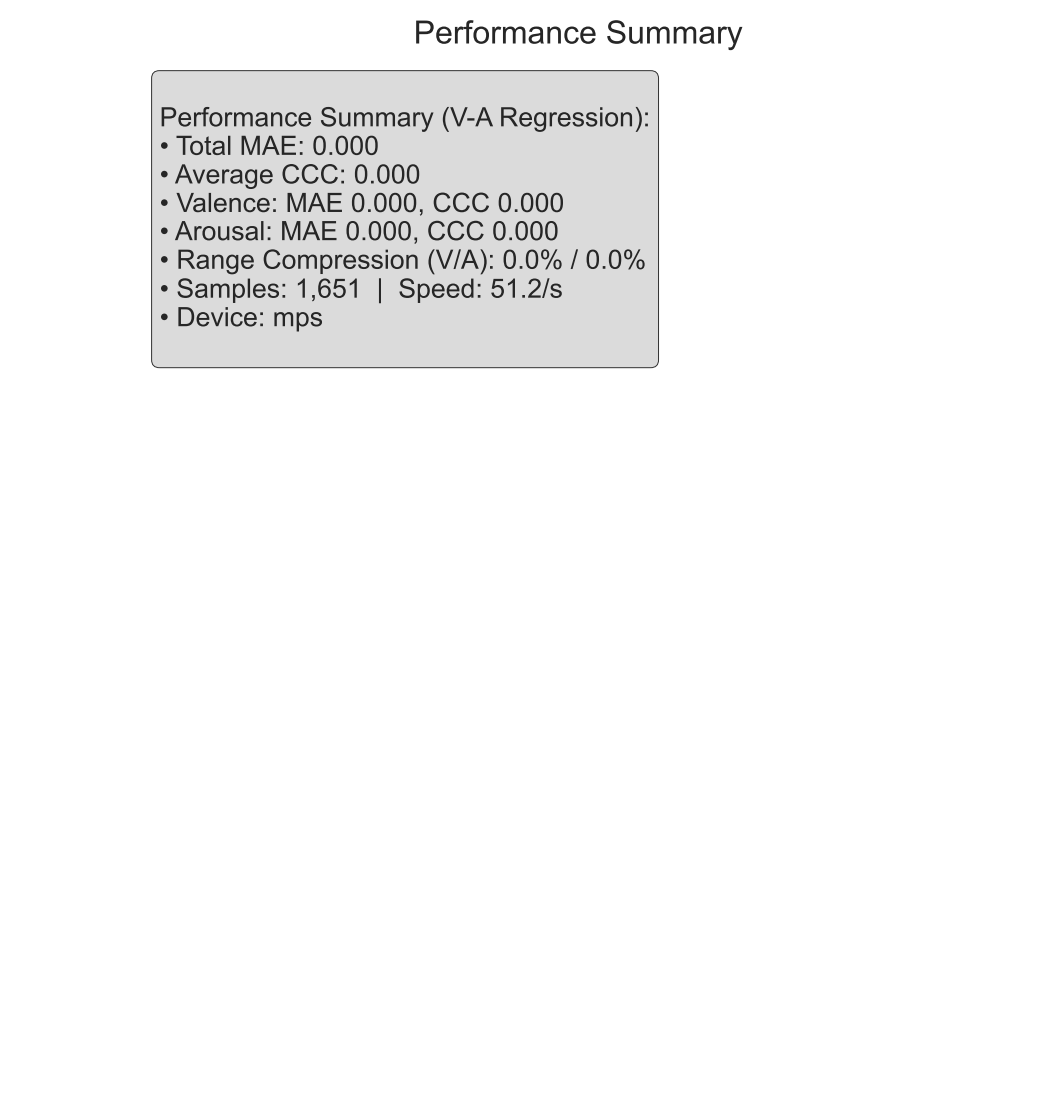 Performance Summary
Performance Summary (V-A Regression):
• Total MAE: 0.000
• Average CCC: 0.000
• Valence: MAE 0.000, CCC 0.000
• Arousal: MAE 0.000, CCC 0.000
• Range Compression (V/A): 0.0% / 0.0%
• Samples: 1,651  |  Speed: 51.2/s
• Device: mps